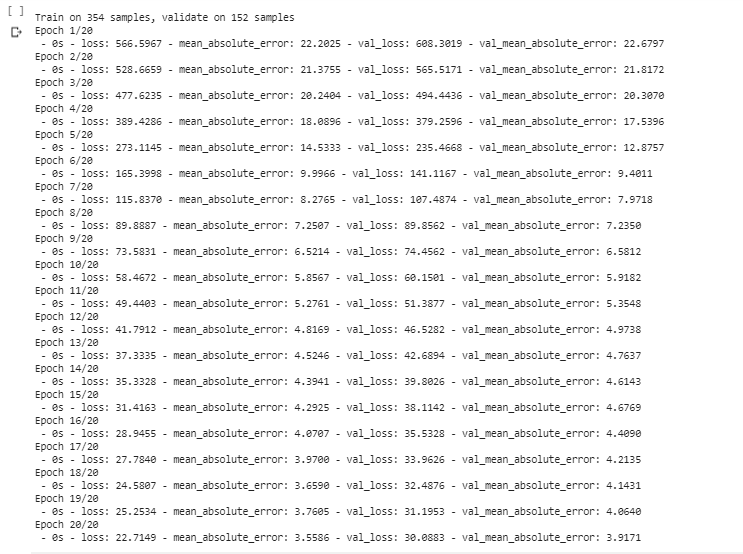 [ ]
Train on 354 samples, validate on 152 samples
Epoch 1/20
- 0s - loss: 566.5967 - mean_absolute_error: 22.2025 - val_loss: 608.3019 - val_mean_absolute_error: 22.6797
Epoch 2/20
- 0s - loss: 528.6659 - mean_absolute_error: 21.3755 - val_loss: 565.5171 - val_mean_absolute_error: 21.8172
Epoch 3/20
- 0s - loss: 477.6235 - mean_absolute_error: 20.2404 - val_loss: 494.4436 - val_mean_absolute_error: 20.3070
Epoch 4/20
- 0s - loss: 389.4286 - mean_absolute_error: 18.0896 - val_loss: 379.2596 - val_mean_absolute_error: 17.5396
Epoch 5/20
- 0s - loss: 273.1145 - mean_absolute_error: 14.5333 - val_loss: 235.4668 - val_mean_absolute_error: 12.8757
Epoch 6/20
- 0s - loss: 165.3998 - mean_absolute_error: 9.9966 - val_loss: 141.1167 - val_mean_absolute_error: 9.4011
Epoch 7/20
- 0s - loss: 115.8370 - mean_absolute_error: 8.2765 - val_loss: 107.4874 - val_mean_absolute_error: 7.9718
Epoch 8/20
- 0s - loss: 89.8887 - mean_absolute_error: 7.2507 - val_loss: 89.8562 - val_mean_absolute_error: 7.2350
Epoch 9/20
- 0s - loss: 73.5831 - mean_absolute_error: 6.5214 - val_loss: 74.4562 - val_mean_absolute_error: 6.5812
Epoch 10/20
- 0s - loss: 58.4672 - mean_absolute_error: 5.8567 - val_loss: 60.1501 - val_mean_absolute_error: 5.9182
Epoch 11/20
- 0s - loss: 49.4403 - mean_absolute_error: 5.2761 - val_loss: 51.3877 - val_mean_absolute_error: 5.3548
Epoch 12/20
- 0s - loss: 41.7912 - mean_absolute_error: 4.8169 - val_loss: 46.5282 - val_mean_absolute_error: 4.9738
Epoch 13/20
- 0s - loss: 37.3335 - mean_absolute_error: 4.5246 - val_loss: 42.6894 - val_mean_absolute_error: 4.7637
Epoch 14/20
- 0s - loss: 35.3328 - mean_absolute_error: 4.3941 - val_loss: 39.8026 - val_mean_absolute_error: 4.6143
Epoch 15/20
- 0s - loss: 31.4163 - mean_absolute_error: 4.2925 - val_loss: 38.1142 - val_mean_absolute_error: 4.6769
Epoch 16/20
- 0s - loss: 28.9455 - mean_absolute_error: 4.0707 - val_loss: 35.5328 - val_mean_absolute_error: 4.4090
Epoch 17/20
- 0s - loss: 27.7840 - mean_absolute_error: 3.9700 - val_loss: 33.9626 - val_mean_absolute_error: 4.2135
Epoch 18/20
- 0s - loss: 24.5807 - mean_absolute_error: 3.6590 - val_loss: 32.4876 - val_mean_absolute_error: 4.1431
Epoch 19/20
- 0s - loss: 25.2534 - mean_absolute_error: 3.7605 - val_loss: 31.1953 - val_mean_absolute_error: 4.0640
Epoch 20/20
- 0s - loss: 22.7149 - mean_absolute_error: 3.5586 - val_loss: 30.0883 - val_mean_absolute_error: 3.9171